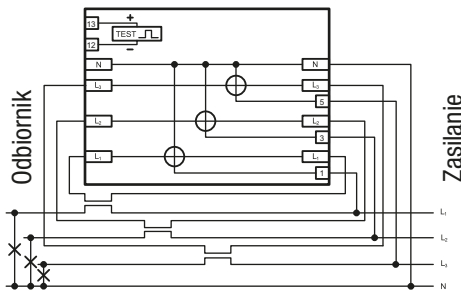 13 +
TEST
12 −
N N
L₃ L₃
5
L₂ L₂
3
L₁ L₁
1
Odbiornik
Zasilanie
L₁
L₂
L₃
N